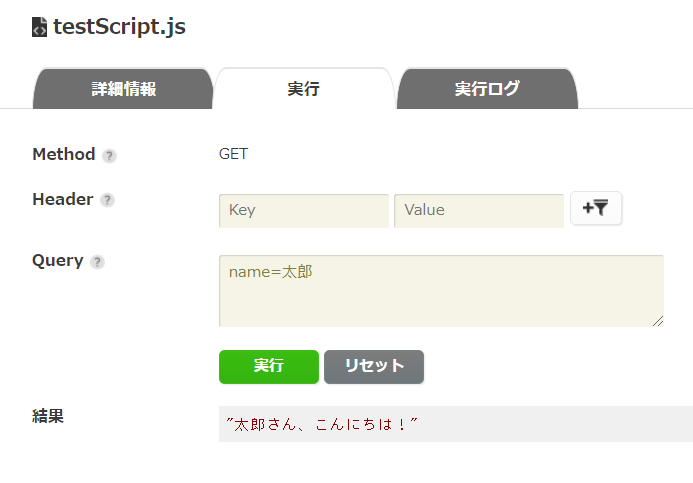 testScript.js
詳細情報 実行 実行ログ
Method ? GET
Header ? Key Value +
Query ? name=太郎
実行 リセット
結果 "太郎さん、こんにちは！"